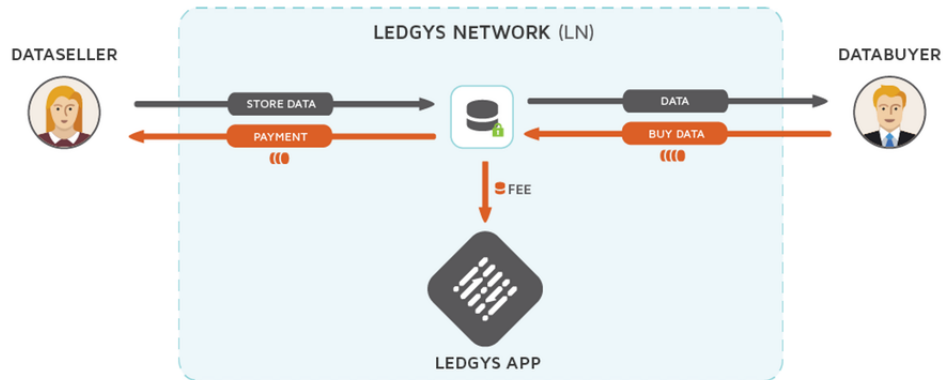 LEDGYS NETWORK (LN)
DATASELLER
DATABUYER
STORE DATA
DATA
PAYMENT
BUY DATA
FEE
LEDGYS APP